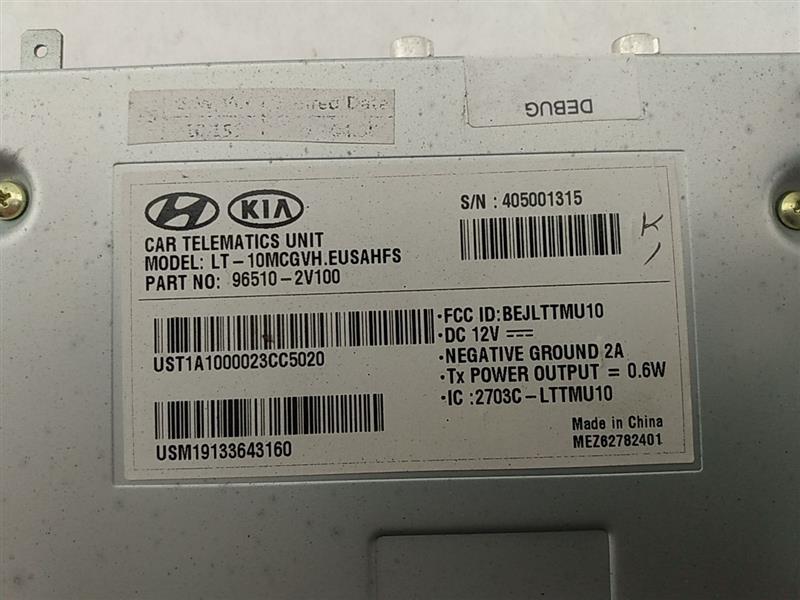 DEBUG
KIA
CAR TELEMATICS UNIT
MODEL: LT-10MCGVH.EUSAHFS
PART NO: 96510-2V100
S/N : 405001315
K
UST1A1000023CC5020
USM19133643160
·FCC ID:BEJLTTMU10
·DC 12V
·NEGATIVE GROUND 2A
·Tx POWER OUTPUT = 0.6W
·IC :2703C-LTTMU10
Made in China
MEZ62782401